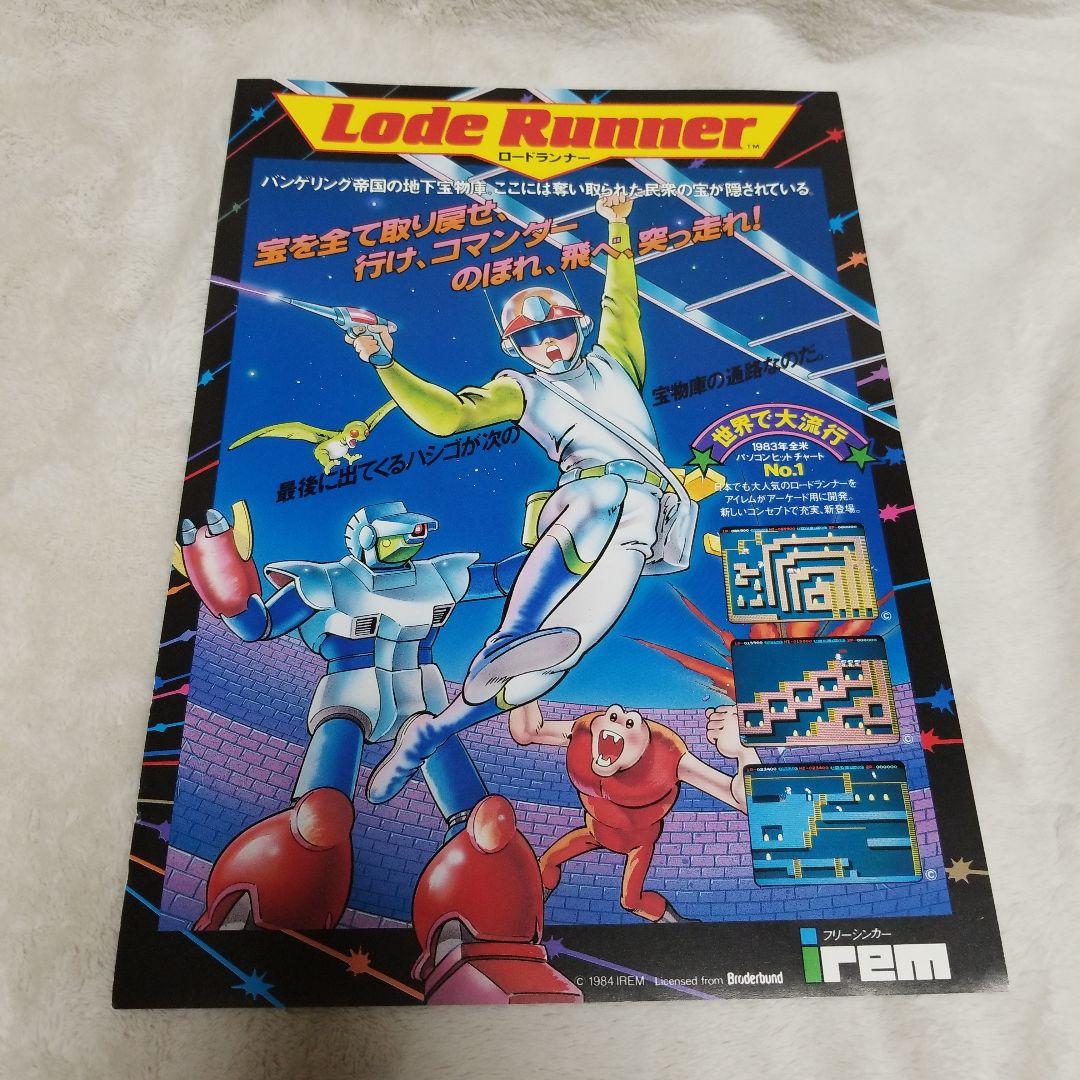 Lode Runner™
ロードランナー
バンゲリング帝国の地下宝物庫。ここには奪い取られた民衆の宝が隠されている。
宝を全て取り戻せ、
行け、コマンダー
のぼれ、飛べ、突っ走れ!
最後に出てくるハシゴが次の
宝物庫の通路なのだ。
世界で大流行
1983年全米
パソコンヒットチャート
No.1
日本でも大人気のロードランナーを
アイレムがアーケード用に開発。
新しいコンセプトで充実、新登場。
©
©
©
フリーシンカー
irem
© 1984 IREM Licensed from Brøderbund